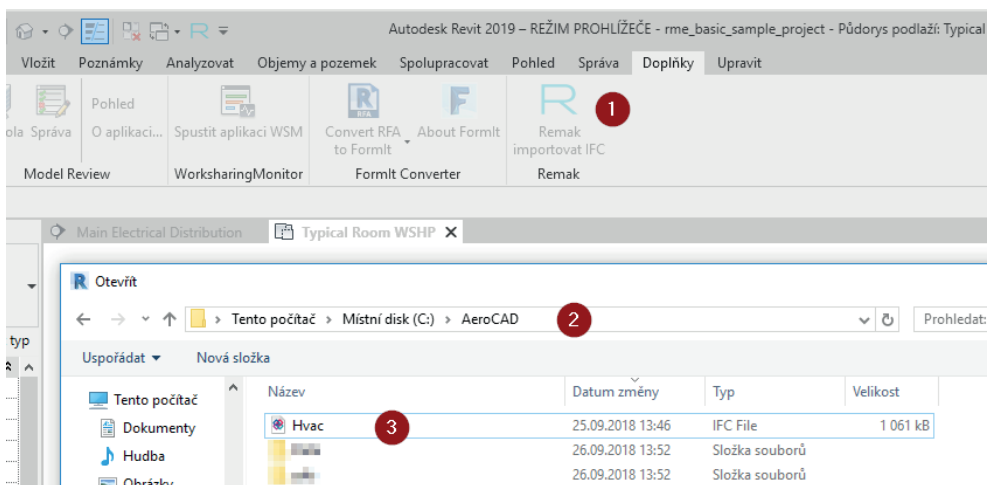 Autodesk Revit 2019 – REŽIM PROHLÍŽEČE - rme_basic_sample_project - Půdorys podlaží: Typical
Vložit Poznámky Analyzovat Objemy a pozemek Spolupracovat Pohled Správa Doplňky Upravit
Pohled
ola Správa O aplikaci... Spustit aplikaci WSM Convert RFA to FormIt About FormIt Remak importovat IFC
RFA
1
Model Review WorksharingMonitor FormIt Converter Remak
Main Electrical Distribution Typical Room WSHP
Otevřít
Tento počítač › Místní disk (C:) › AeroCAD 2 Prohledat:
typ
Uspořádat Nová složka
Název Datum změny Typ Velikost
Tento počítač
Hvac 3 25.09.2018 13:46 IFC File 1 061 kB
Dokumenty
26.09.2018 13:52 Složka souborů
Hudba
26.09.2018 13:52 Složka souborů
Obrázky